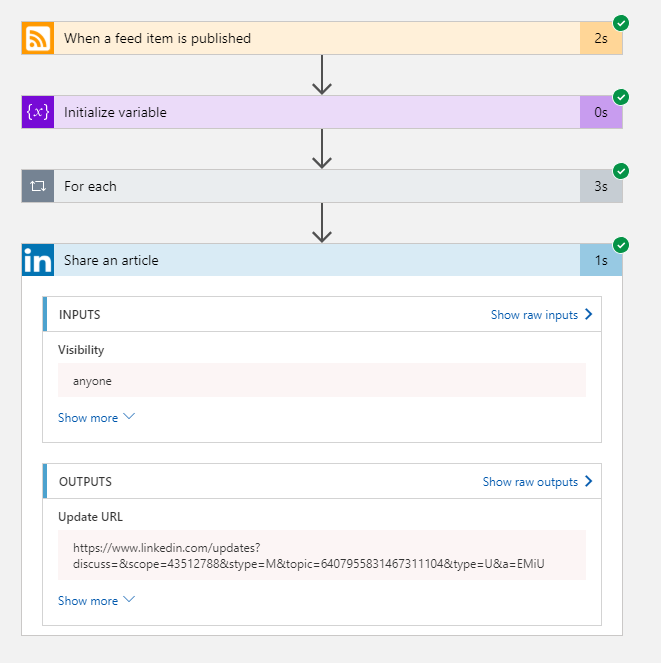 When a feed item is published
2s
{x}
Initialize variable
0s
For each
3s
in
Share an article
1s
INPUTS
Show raw inputs
Visibility
anyone
Show more
OUTPUTS
Show raw outputs
Update URL
https://www.linkedin.com/updates?
discuss=&scope=43512788&stype=M&topic=6407955831467311104&type=U&a=EMiU
Show more